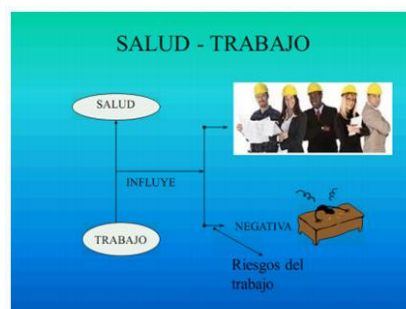 SALUD - TRABAJO
SALUD
INFLUYE
TRABAJO
NEGATIVA
Riesgos del
trabajo